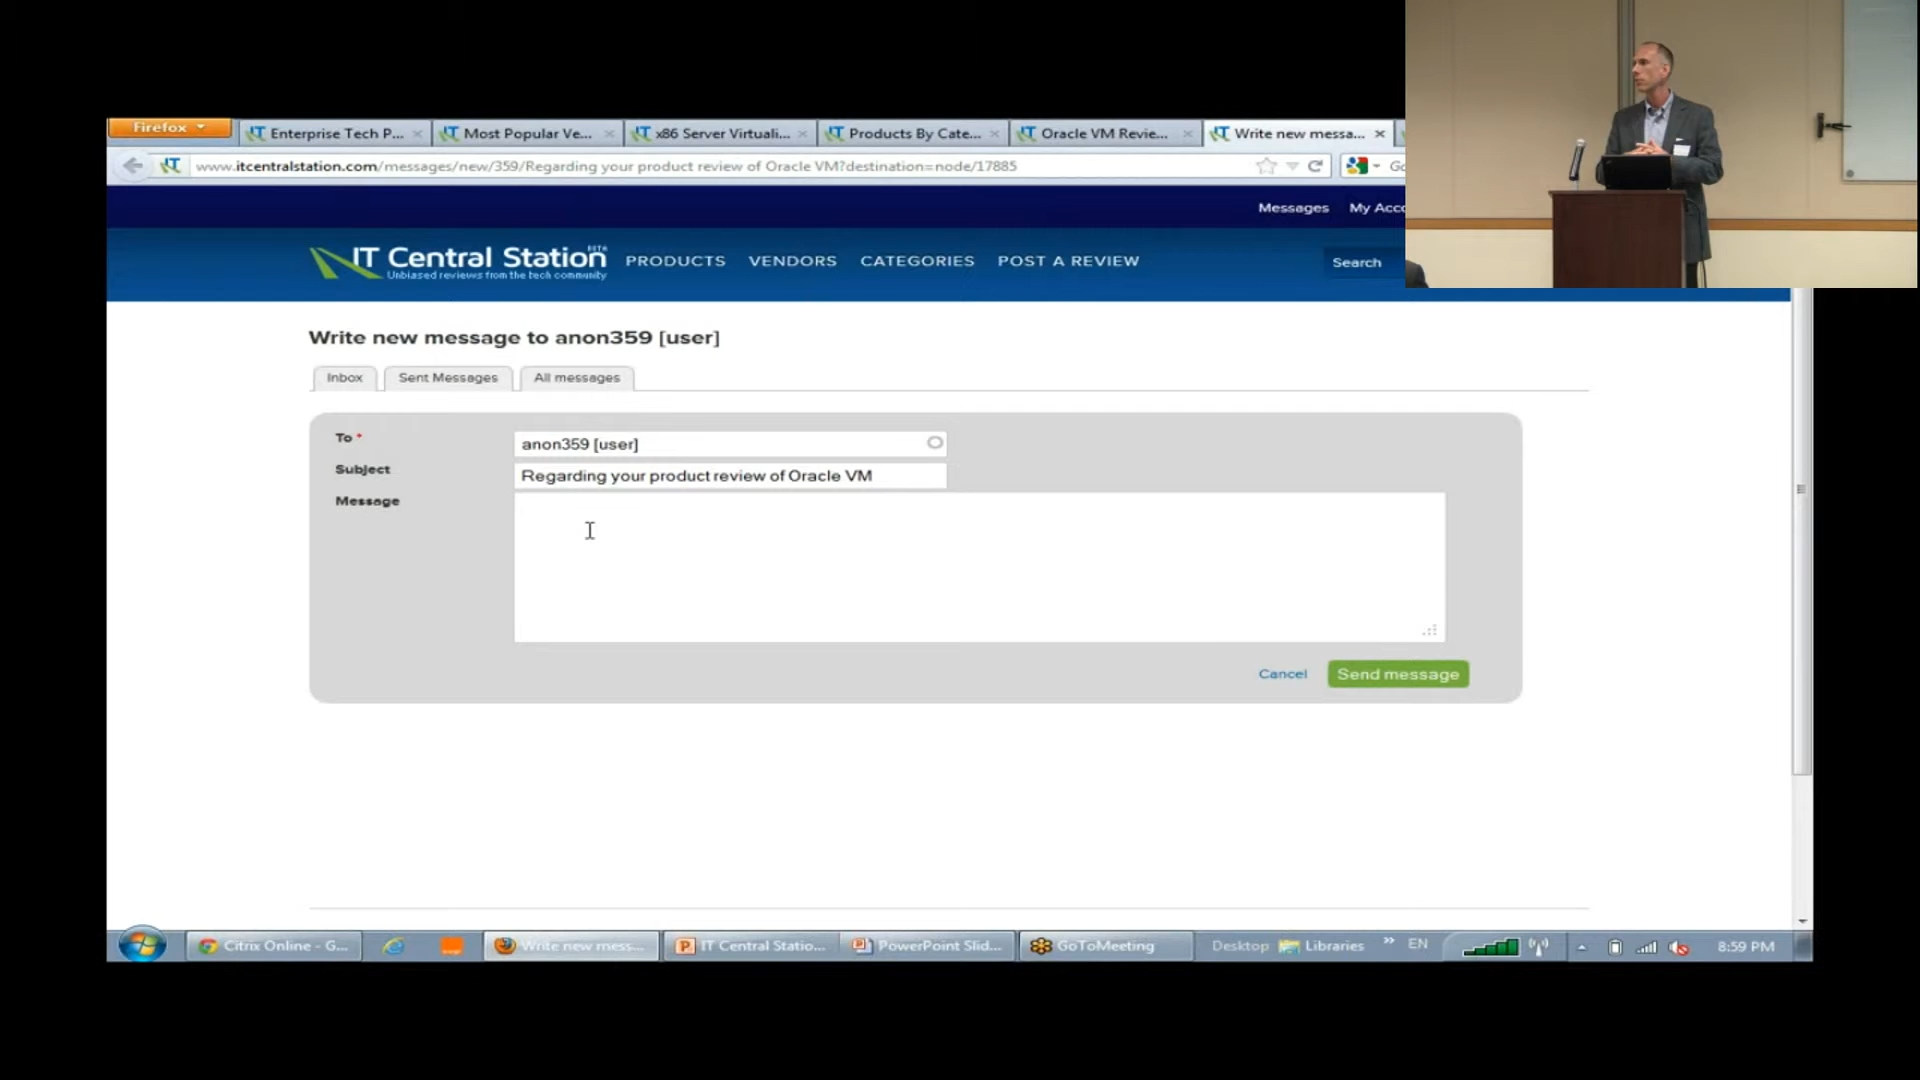 Firefox
Enterprise Tech P...
Most Popular Ve...
x86 Server Virtuali...
Products By Cate...
Oracle VM Revie...
Write new messa...
www.itcentralstation.com/messages/new/359/Regarding your product review of Oracle VM?destination=node/17885
Go
Messages
My Acco
IT Central Station BETA
Unbiased reviews from the tech community
PRODUCTS
VENDORS
CATEGORIES
POST A REVIEW
Search
Write new message to anon359 [user]
Inbox
Sent Messages
All messages
To *
anon359 [user]
Subject
Regarding your product review of Oracle VM
Message
Cancel
Send message
Citrix Online - G...
Write new mess...
IT Central Statio...
PowerPoint Slid...
GoToMeeting
Desktop
Libraries
»
EN
8:59 PM